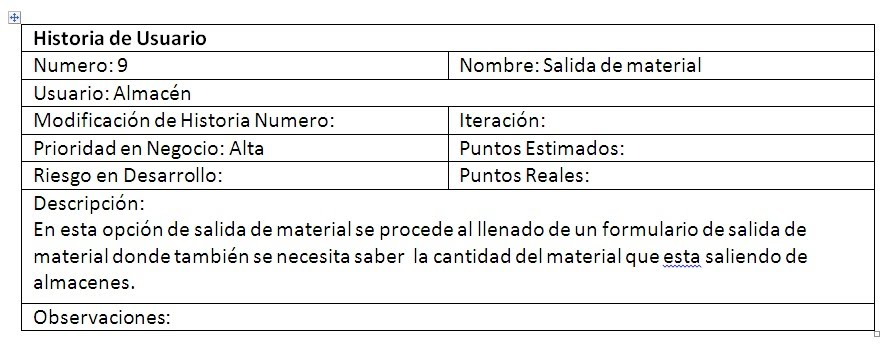 Historia de Usuario
Numero: 9 Nombre: Salida de material
Usuario: Almacén
Modificación de Historia Numero: Iteración:
Prioridad en Negocio: Alta Puntos Estimados:
Riesgo en Desarrollo: Puntos Reales:
Descripción:
En esta opción de salida de material se procede al llenado de un formulario de salida de
material donde también se necesita saber la cantidad del material que esta saliendo de
almacenes.
Observaciones: